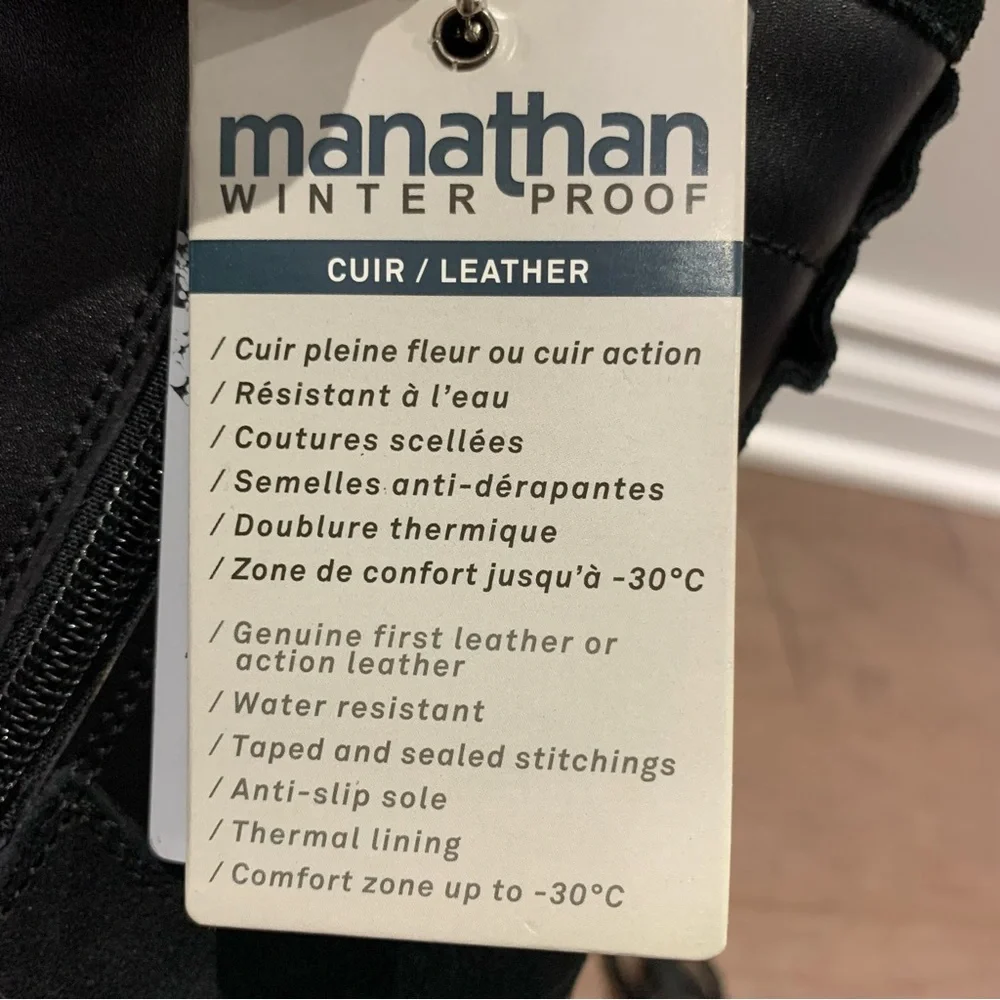 manathan
WINTER PROOF
CUIR / LEATHER
/ Cuir pleine fleur ou cuir action
/ Résistant à l'eau
/ Coutures scellées
/ Semelles anti-dérapantes
/ Doublure thermique
/ Zone de confort jusqu'à -30°C
/ Genuine first leather or
action leather
/ Water resistant
/ Taped and sealed stitchings
/ Anti-slip sole
/ Thermal lining
/ Comfort zone up to -30°C